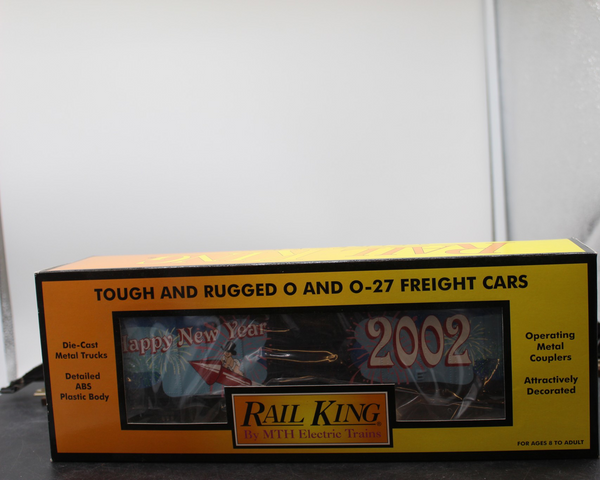 TOUGH AND RUGGED O AND O-27 FREIGHT CARS
Die-Cast
Metal Trucks
Detailed
ABS
Plastic Body
Happy New Year
2002
Operating
Metal
Couplers
Attractively
Decorated
RAIL KING
By MTH Electric Trains
FOR AGES 8 TO ADULT